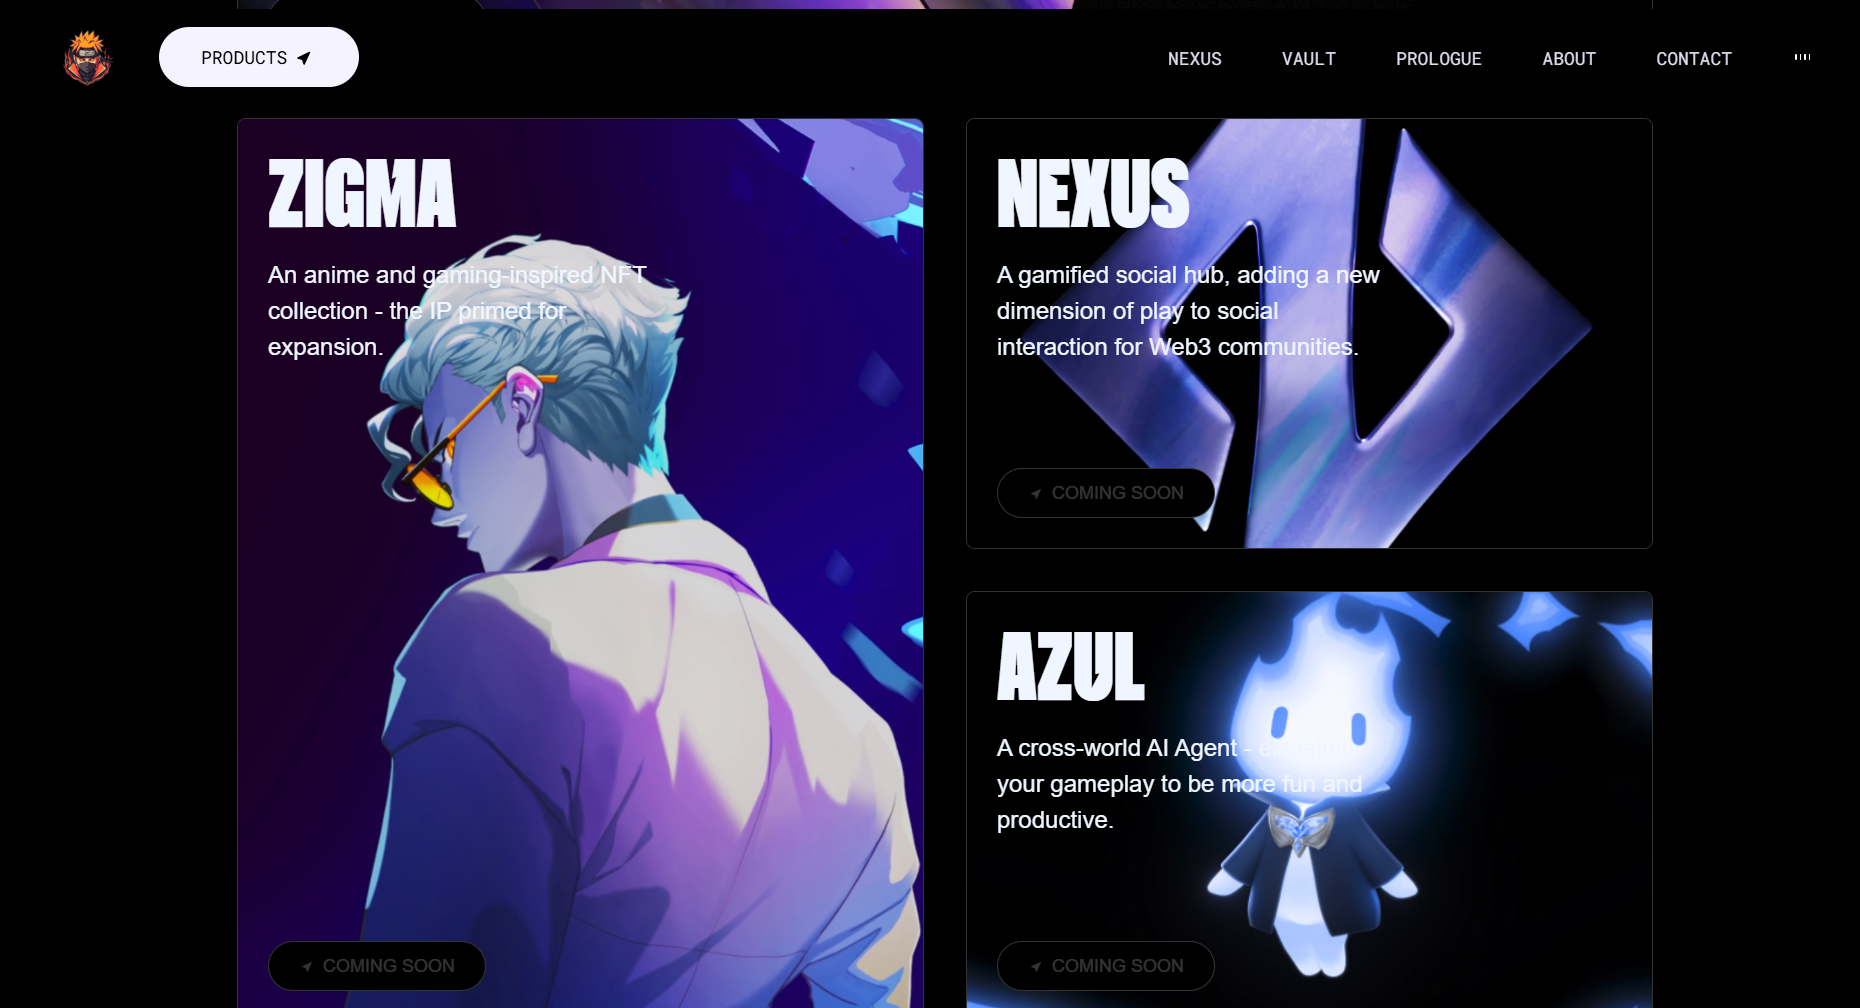 PRODUCTS
NEXUS
VAULT
PROLOGUE
ABOUT
CONTACT
ZIGMA
An anime and gaming-inspired NFT
collection - the IP primed for
expansion.
COMING SOON
NEXUS
A gamified social hub, adding a new
dimension of play to social
interaction for Web3 communities.
COMING SOON
AZUL
A cross-world AI Agent - elevating
your gameplay to be more fun and
productive.
COMING SOON